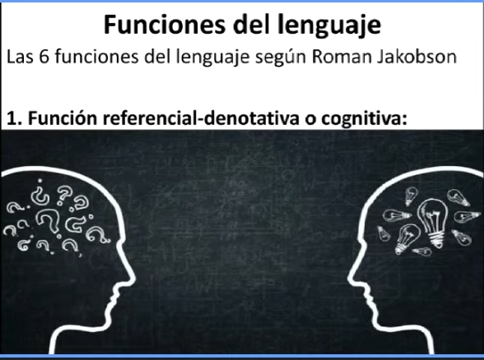 Funciones del lenguaje
Las 6 funciones del lenguaje según Roman Jakobson
1. Función referencial-denotativa o cognitiva: